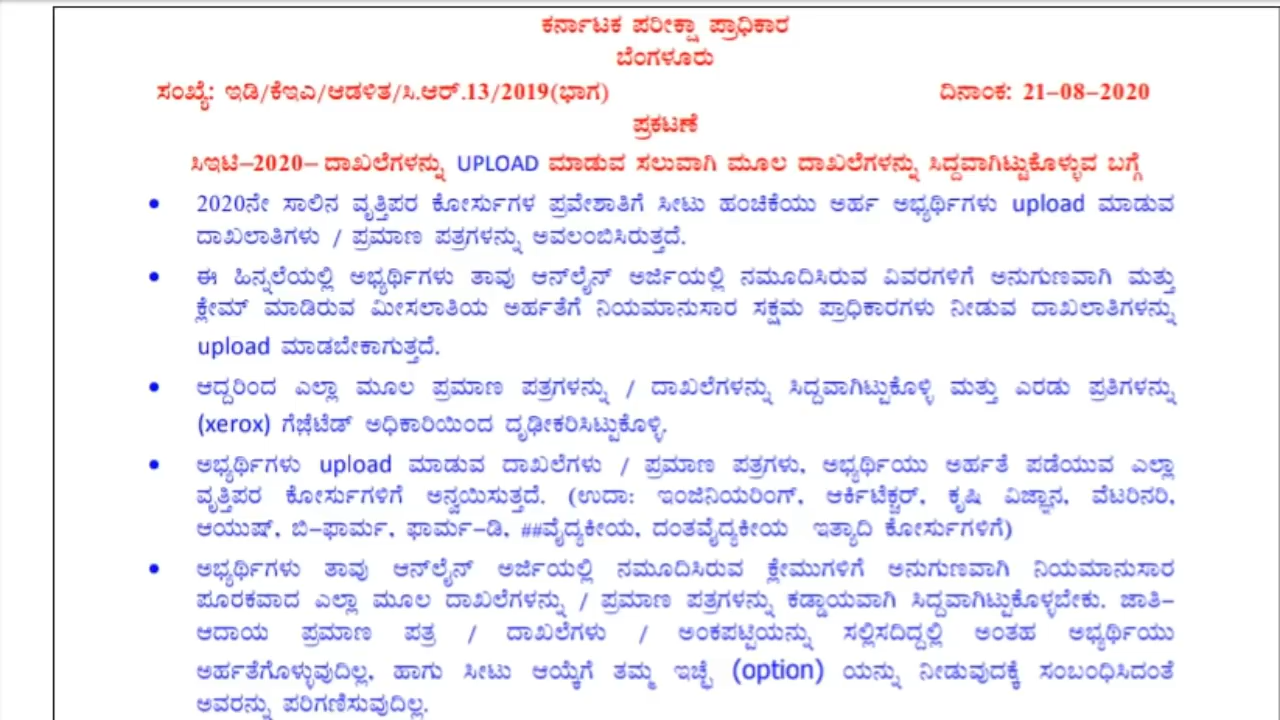 ಕರ್ನಾಟಕ ಪರೀಕ್ಷಾ ಪ್ರಾಧಿಕಾರ
ಬೆಂಗಳೂರು
ಸಂಖ್ಯೆ: ಇಡಿ/ಕೆಇಎ/ಆಡಳಿತ/ಸಿ.ಆರ್.13/2019(ಭಾಗ) ದಿನಾಂಕ: 21-08-2020
ಪ್ರಕಟಣೆ
ಸಿಇಟಿ-2020- ದಾಖಲೆಗಳನ್ನು UPLOAD ಮಾಡುವ ಸಲುವಾಗಿ ಮೂಲ ದಾಖಲೆಗಳನ್ನು ಸಿದ್ದವಾಗಿಟ್ಟುಕೊಳ್ಳುವ ಬಗ್ಗೆ
• 2020ನೇ ಸಾಲಿನ ವೃತ್ತಿಪರ ಕೋರ್ಸುಗಳ ಪ್ರವೇಶಾತಿಗೆ ಸೀಟು ಹಂಚಿಕೆಯು ಅರ್ಹ ಅಭ್ಯರ್ಥಿಗಳು upload ಮಾಡುವ
ದಾಖಲಾತಿಗಳು / ಪ್ರಮಾಣ ಪತ್ರಗಳನ್ನು ಅವಲಂಬಿಸಿರುತ್ತದೆ.
• ಈ ಹಿನ್ನಲೆಯಲ್ಲಿ ಅಭ್ಯರ್ಥಿಗಳು ತಾವು ಆನ್‌ಲೈನ್ ಅರ್ಜಿಯಲ್ಲಿ ನಮೂದಿಸಿರುವ ವಿವರಗಳಿಗೆ ಅನುಗುಣವಾಗಿ ಮತ್ತು
ಕ್ಲೇಮ್ ಮಾಡಿರುವ ಮೀಸಲಾತಿಯ ಅರ್ಹತೆಗೆ ನಿಯಮಾನುಸಾರ ಸಕ್ಷಮ ಪ್ರಾಧಿಕಾರಗಳು ನೀಡುವ ದಾಖಲಾತಿಗಳನ್ನು
upload ಮಾಡಬೇಕಾಗುತ್ತದೆ.
• ಆದ್ದರಿಂದ ಎಲ್ಲಾ ಮೂಲ ಪ್ರಮಾಣ ಪತ್ರಗಳನ್ನು / ದಾಖಲೆಗಳನ್ನು ಸಿದ್ದವಾಗಿಟ್ಪುಕೊಳ್ಳಿ ಮತ್ತು ಎರಡು ಪ್ರತಿಗಳನ್ನು
(xerox) ಗೆಜೆಟೆಡ್ ಅಧಿಕಾರಿಯಿಂದ ದೃಢೀಕರಿಸಿಟ್ಪುಕೊಳ್ಳಿ.
• ಅಭ್ಯರ್ಥಿಗಳು upload ಮಾಡುವ ದಾಖಲೆಗಳು / ಪ್ರಮಾಣ ಪತ್ರಗಳು, ಅಭ್ಯರ್ಥಿಯು ಅರ್ಹತೆ ಪಡೆಯುವ ಎಲ್ಲಾ
ವೃತ್ತಿಪರ ಕೋರ್ಸುಗಳಿಗೆ ಅನ್ವಯಿಸುತ್ತದೆ. (ಉದಾ: ಇಂಜಿನಿಯರಿಂಗ್, ಆರ್ಕಿಟೆಕ್ಚರ್, ಕೃಷಿ ವಿಜ್ಞಾನ, ವೆಟರಿನರಿ,
ಆಯುಷ್, ಬಿ-ಫಾರ್ಮ, ಫಾರ್ಮ-ಡಿ, ##ವೈದ್ಯಕೀಯ, ದಂತವೈದ್ಯಕೀಯ ಇತ್ಯಾದಿ ಕೋರ್ಸುಗಳಿಗೆ)
• ಅಭ್ಯರ್ಥಿಗಳು ತಾವು ಆನ್‌ಲೈನ್ ಅರ್ಜಿಯಲ್ಲಿ ನಮೂದಿಸಿರುವ ಕ್ಲೇಮುಗಳಿಗೆ ಅನುಗುಣವಾಗಿ ನಿಯಮಾನುಸಾರ
ಪೂರಕವಾದ ಎಲ್ಲಾ ಮೂಲ ದಾಖಲೆಗಳನ್ನು / ಪ್ರಮಾಣ ಪತ್ರಗಳನ್ನು ಕಡ್ಡಾಯವಾಗಿ ಸಿದ್ದವಾಗಿಟ್ಪುಕೊಳ್ಳಬೇಕು. ಜಾತಿ-
ಆದಾಯ ಪ್ರಮಾಣ ಪತ್ರ / ದಾಖಲೆಗಳು / ಅಂಕಪಟ್ಟಿಯನ್ನು ಸಲ್ಲಿಸದಿದ್ದಲ್ಲಿ ಅಂತಹ ಅಭ್ಯರ್ಥಿಯು
ಅರ್ಹತೆಗೊಳ್ಳುವುದಿಲ್ಲ, ಹಾಗು ಸೀಟು ಆಯ್ಕೆಗೆ ತಮ್ಮ ಇಚ್ಛೆ (option) ಯನ್ನು ನೀಡುವುದಕ್ಕೆ ಸಂಬಂಧಿಸಿದಂತೆ
ಅವರನ್ನು ಪರಿಗಣಿಸುವುದಿಲ್ಲ.